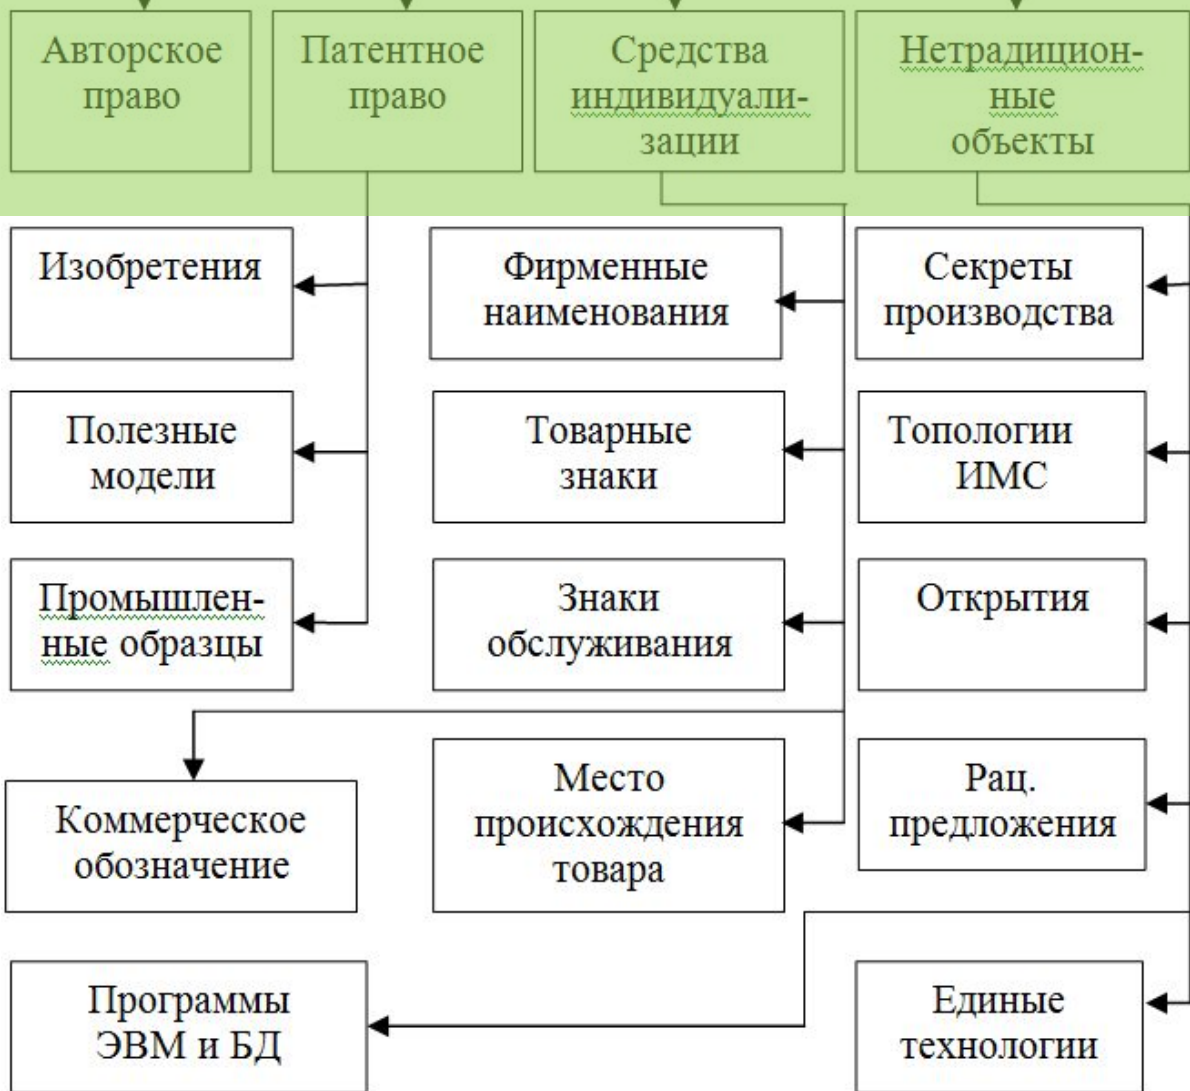 Авторское
право
Патентное
право
Средства
индивидуали-
зации
Нетрадицион-
ные
объекты
Изобретения
Фирменные
наименования
Секреты
производства
Полезные
модели
Товарные
знаки
Топологии
ИМС
Промышлен-
ные образцы
Знаки
обслуживания
Открытия
Коммерческое
обозначение
Место
происхождения
товара
Рац.
предложения
Программы
ЭВМ и БД
Единые
технологии